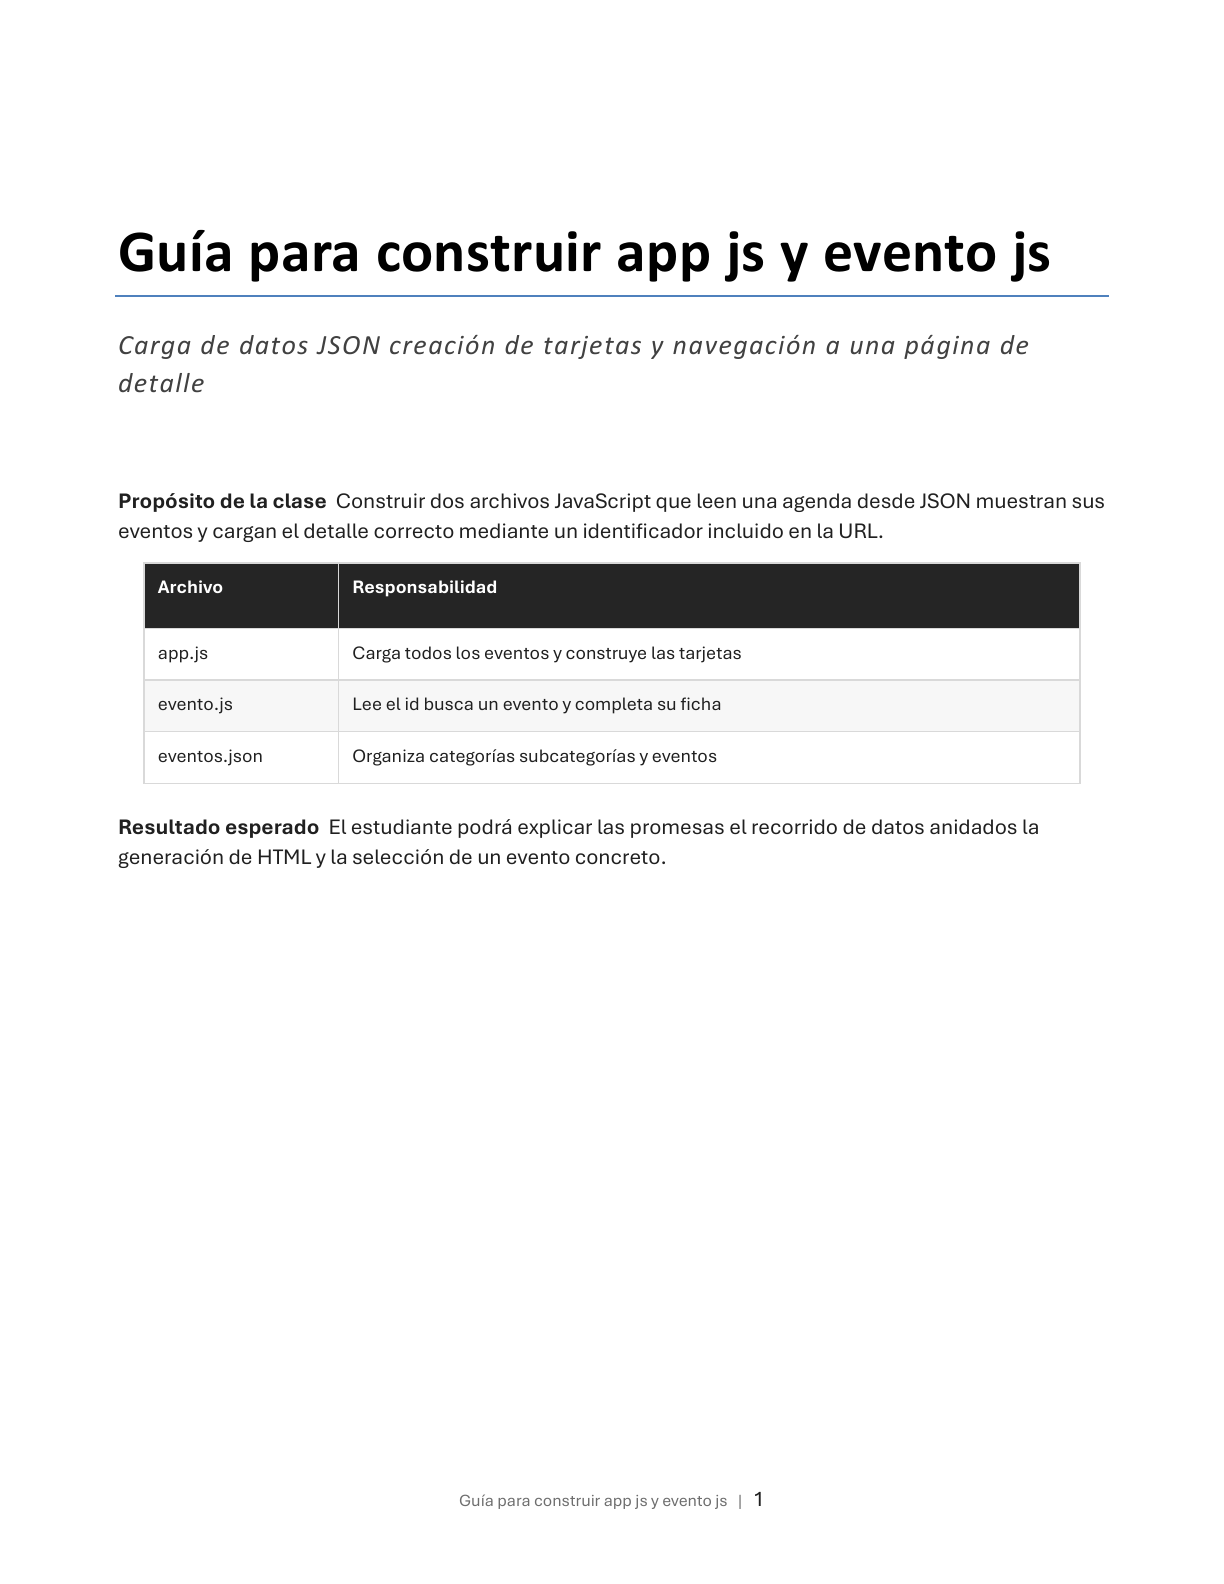 Guía para construir app js y evento js
Carga de datos JSON creación de tarjetas y navegación a una página de
detalle
Propósito de la clase Construir dos archivos JavaScript que leen una agenda desde JSON muestran sus
eventos y cargan el detalle correcto mediante un identificador incluido en la URL.
Archivo Responsabilidad
app.js Carga todos los eventos y construye las tarjetas
evento.js Lee el id busca un evento y completa su ficha
eventos.json Organiza categorías subcategorías y eventos
Resultado esperado El estudiante podrá explicar las promesas el recorrido de datos anidados la
generación de HTML y la selección de un evento concreto.
Guía para construir app js y evento js | 1